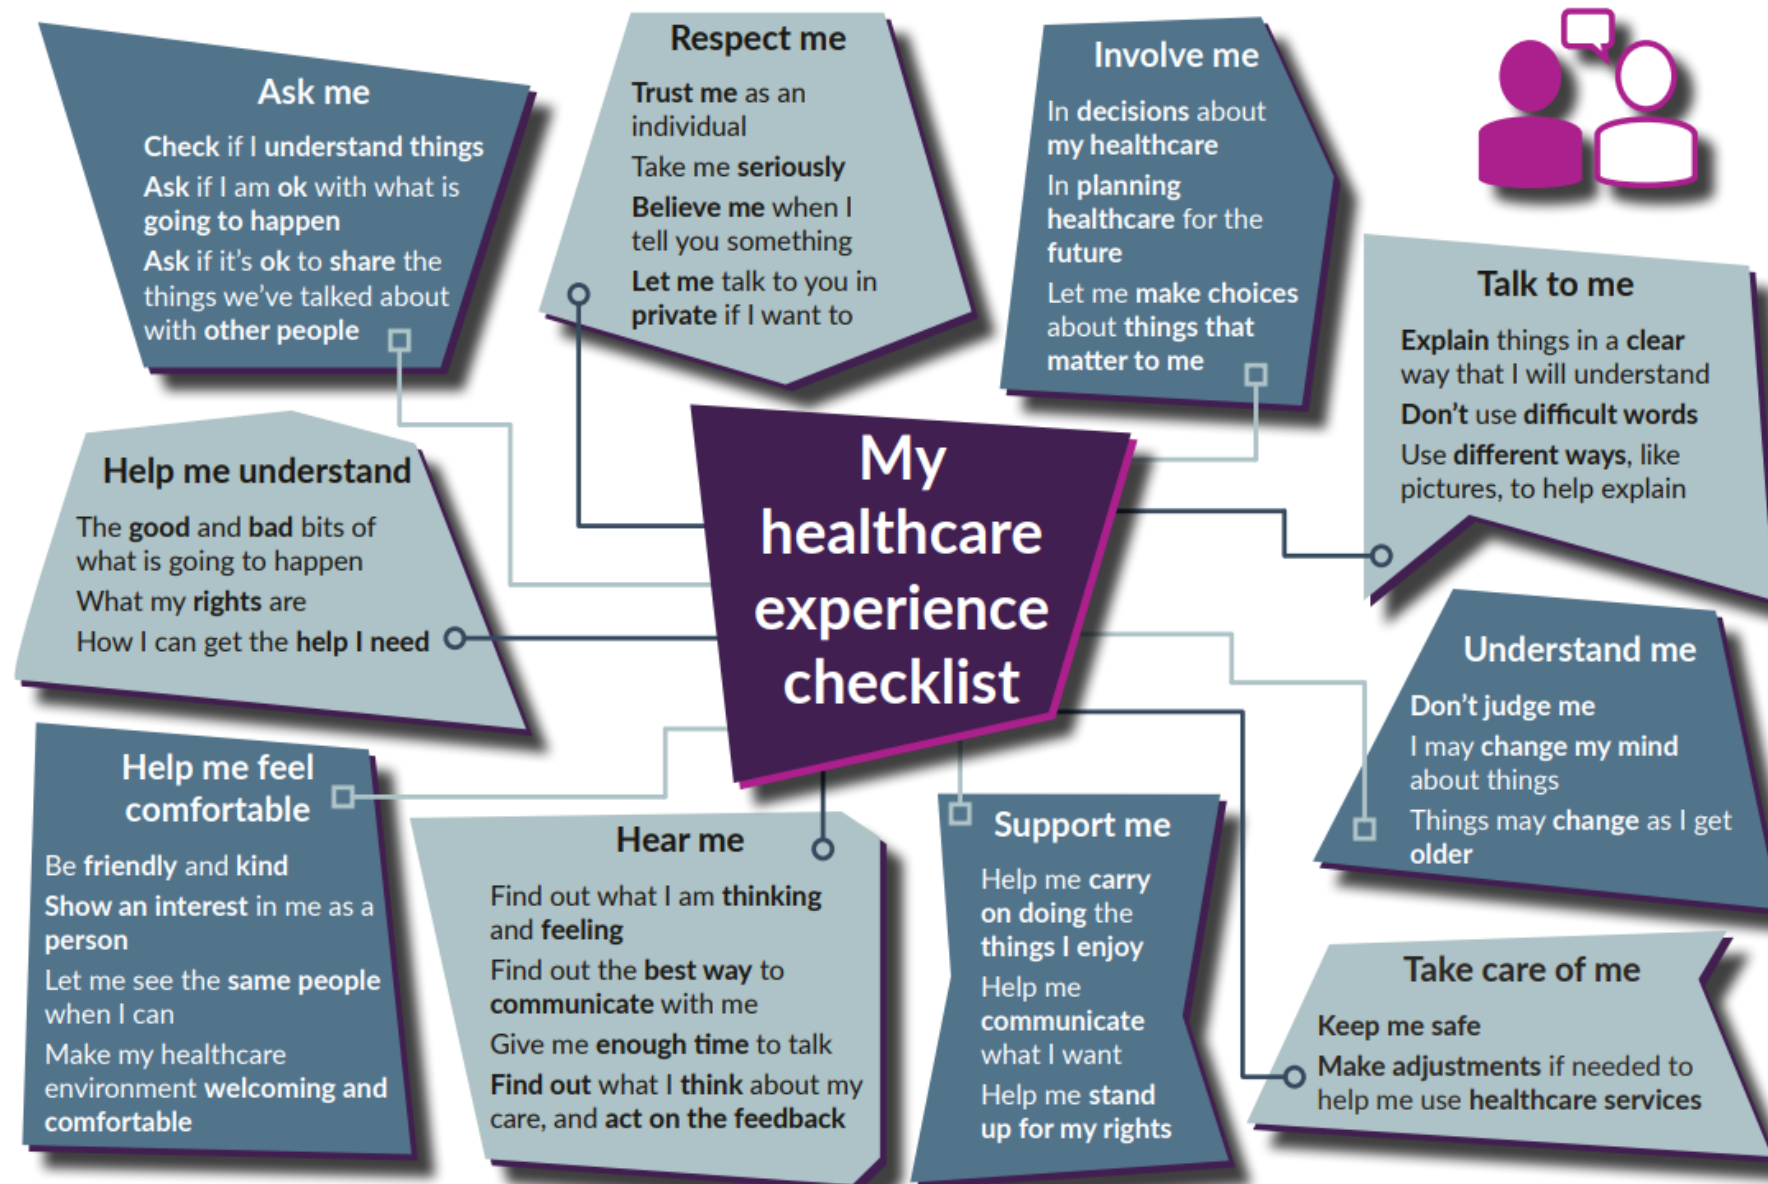 Ask me
Check if I understand things
Ask if I am ok with what is
going to happen
Ask if it's ok to share the
things we've talked about
with other people
Respect me
Trust me as an
individual
Take me seriously
Believe me when I
tell you something
Let me talk to you in
private if I want to
Involve me
In decisions about
my healthcare
In planning
healthcare for the
future
Let me make choices
about things that
matter to me
Talk to me
Explain things in a clear
way that I will understand
Don't use difficult words
Use different ways, like
pictures, to help explain
Help me understand
The good and bad bits of
what is going to happen
What my rights are
How I can get the help I need
My
healthcare
experience
checklist
Understand me
Don't judge me
I may change my mind
about things
Things may change as I get
older
Help me feel
comfortable
Be friendly and kind
Show an interest in me as a
person
Let me see the same people
when I can
Make my healthcare
environment welcoming and
comfortable
Hear me
Find out what I am thinking
and feeling
Find out the best way to
communicate with me
Give me enough time to talk
Find out what I think about my
care, and act on the feedback
Support me
Help me carry
on doing the
things I enjoy
Help me
communicate
what I want
Help me stand
up for my rights
Take care of me
Keep me safe
Make adjustments if needed to
help me use healthcare services